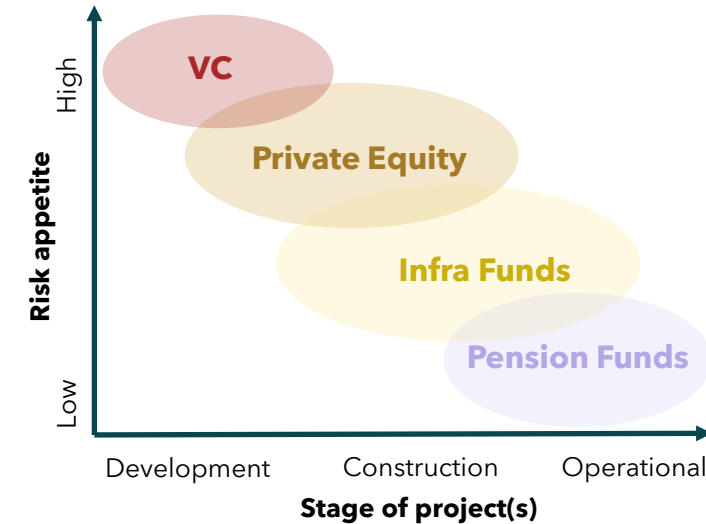 High
VC
Private Equity
Risk appetite
Infra Funds
Pension Funds
Low
Development
Construction
Operational
Stage of project(s)